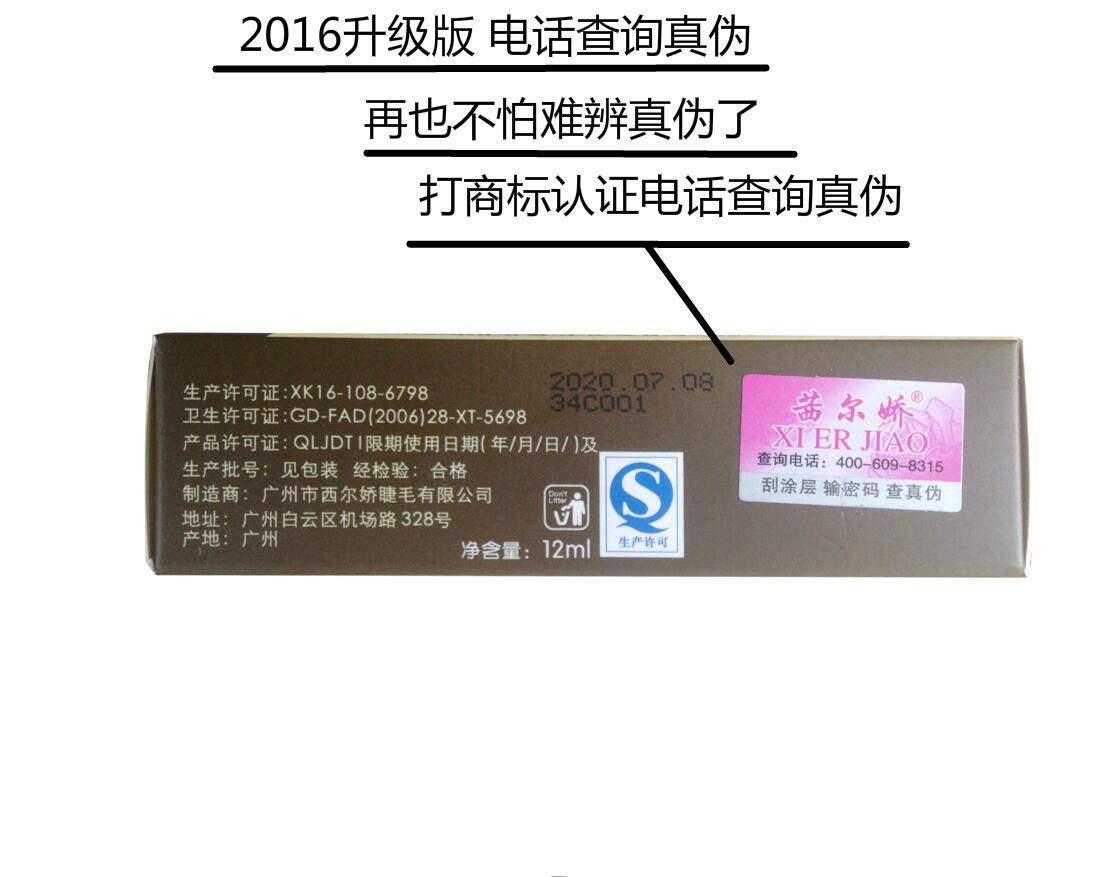 2016升级版 电话查询真伪
再也不怕难辨真伪了
打商标认证电话查询真伪
生产许可证:XK16-108-6798
卫生许可证:GD-FAD(2006)28-XT-5698
产品许可证: QLJDT I限期使用日期( 年/月/日/ )及
生产批号: 见包装 经检验: 合格
制造商: 广州市西尔娇睫毛有限公司
地址: 广州白云区机场路328号
产地: 广州
净含量: 12ml
Don't
Litter
生产许可
2020.07.08
34C001
茜尔娇®
XI ER JIAO
查询电话: 400-609-8315
刮涂层 输密码 查真伪